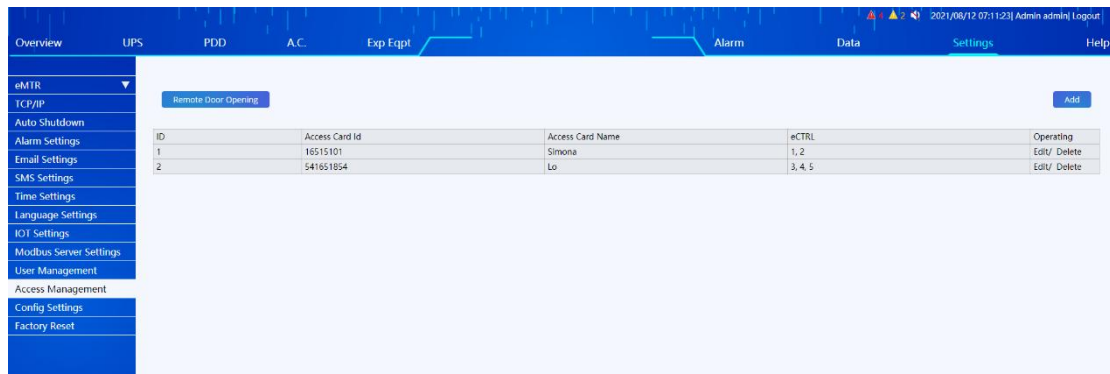 2 2021/08/12 07:11:23| Admin admin| Logout
Overview UPS PDD A.C. Exp Eqpt Alarm Data Settings Help
eMTR
TCP/IP
Auto Shutdown
Alarm Settings
Email Settings
SMS Settings
Time Settings
Language Settings
IOT Settings
Modbus Server Settings
User Management
Access Management
Config Settings
Factory Reset
Remote Door Opening Add
ID Access Card Id Access Card Name eCTRL Operating
1 16515101 Simona 1, 2 Edit/ Delete
2 541651854 Lo 3, 4, 5 Edit/ Delete